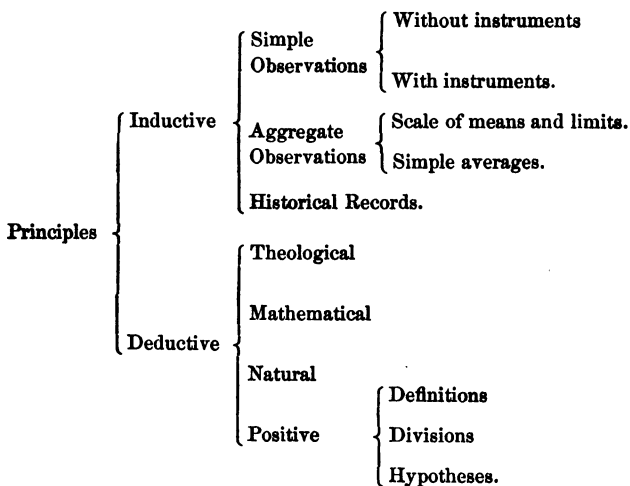 Principles
Inductive
Simple
Observations
Without instruments
With instruments.
Aggregate
Observations
Scale of means and limits.
Simple averages.
Historical Records.
Deductive
Theological
Mathematical
Natural
Positive
Definitions
Divisions
Hypotheses.